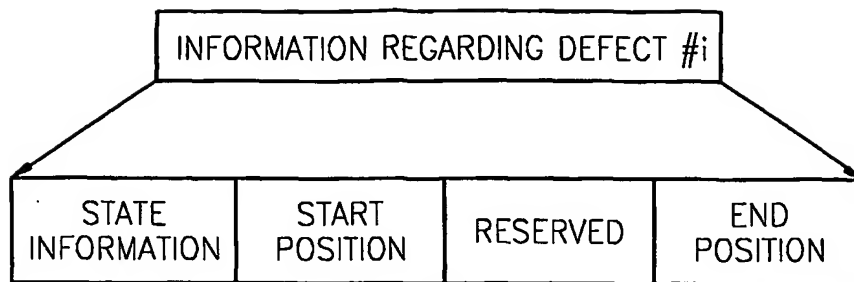 INFORMATION REGARDING DEFECT #i
STATE INFORMATION
START POSITION
RESERVED
END POSITION